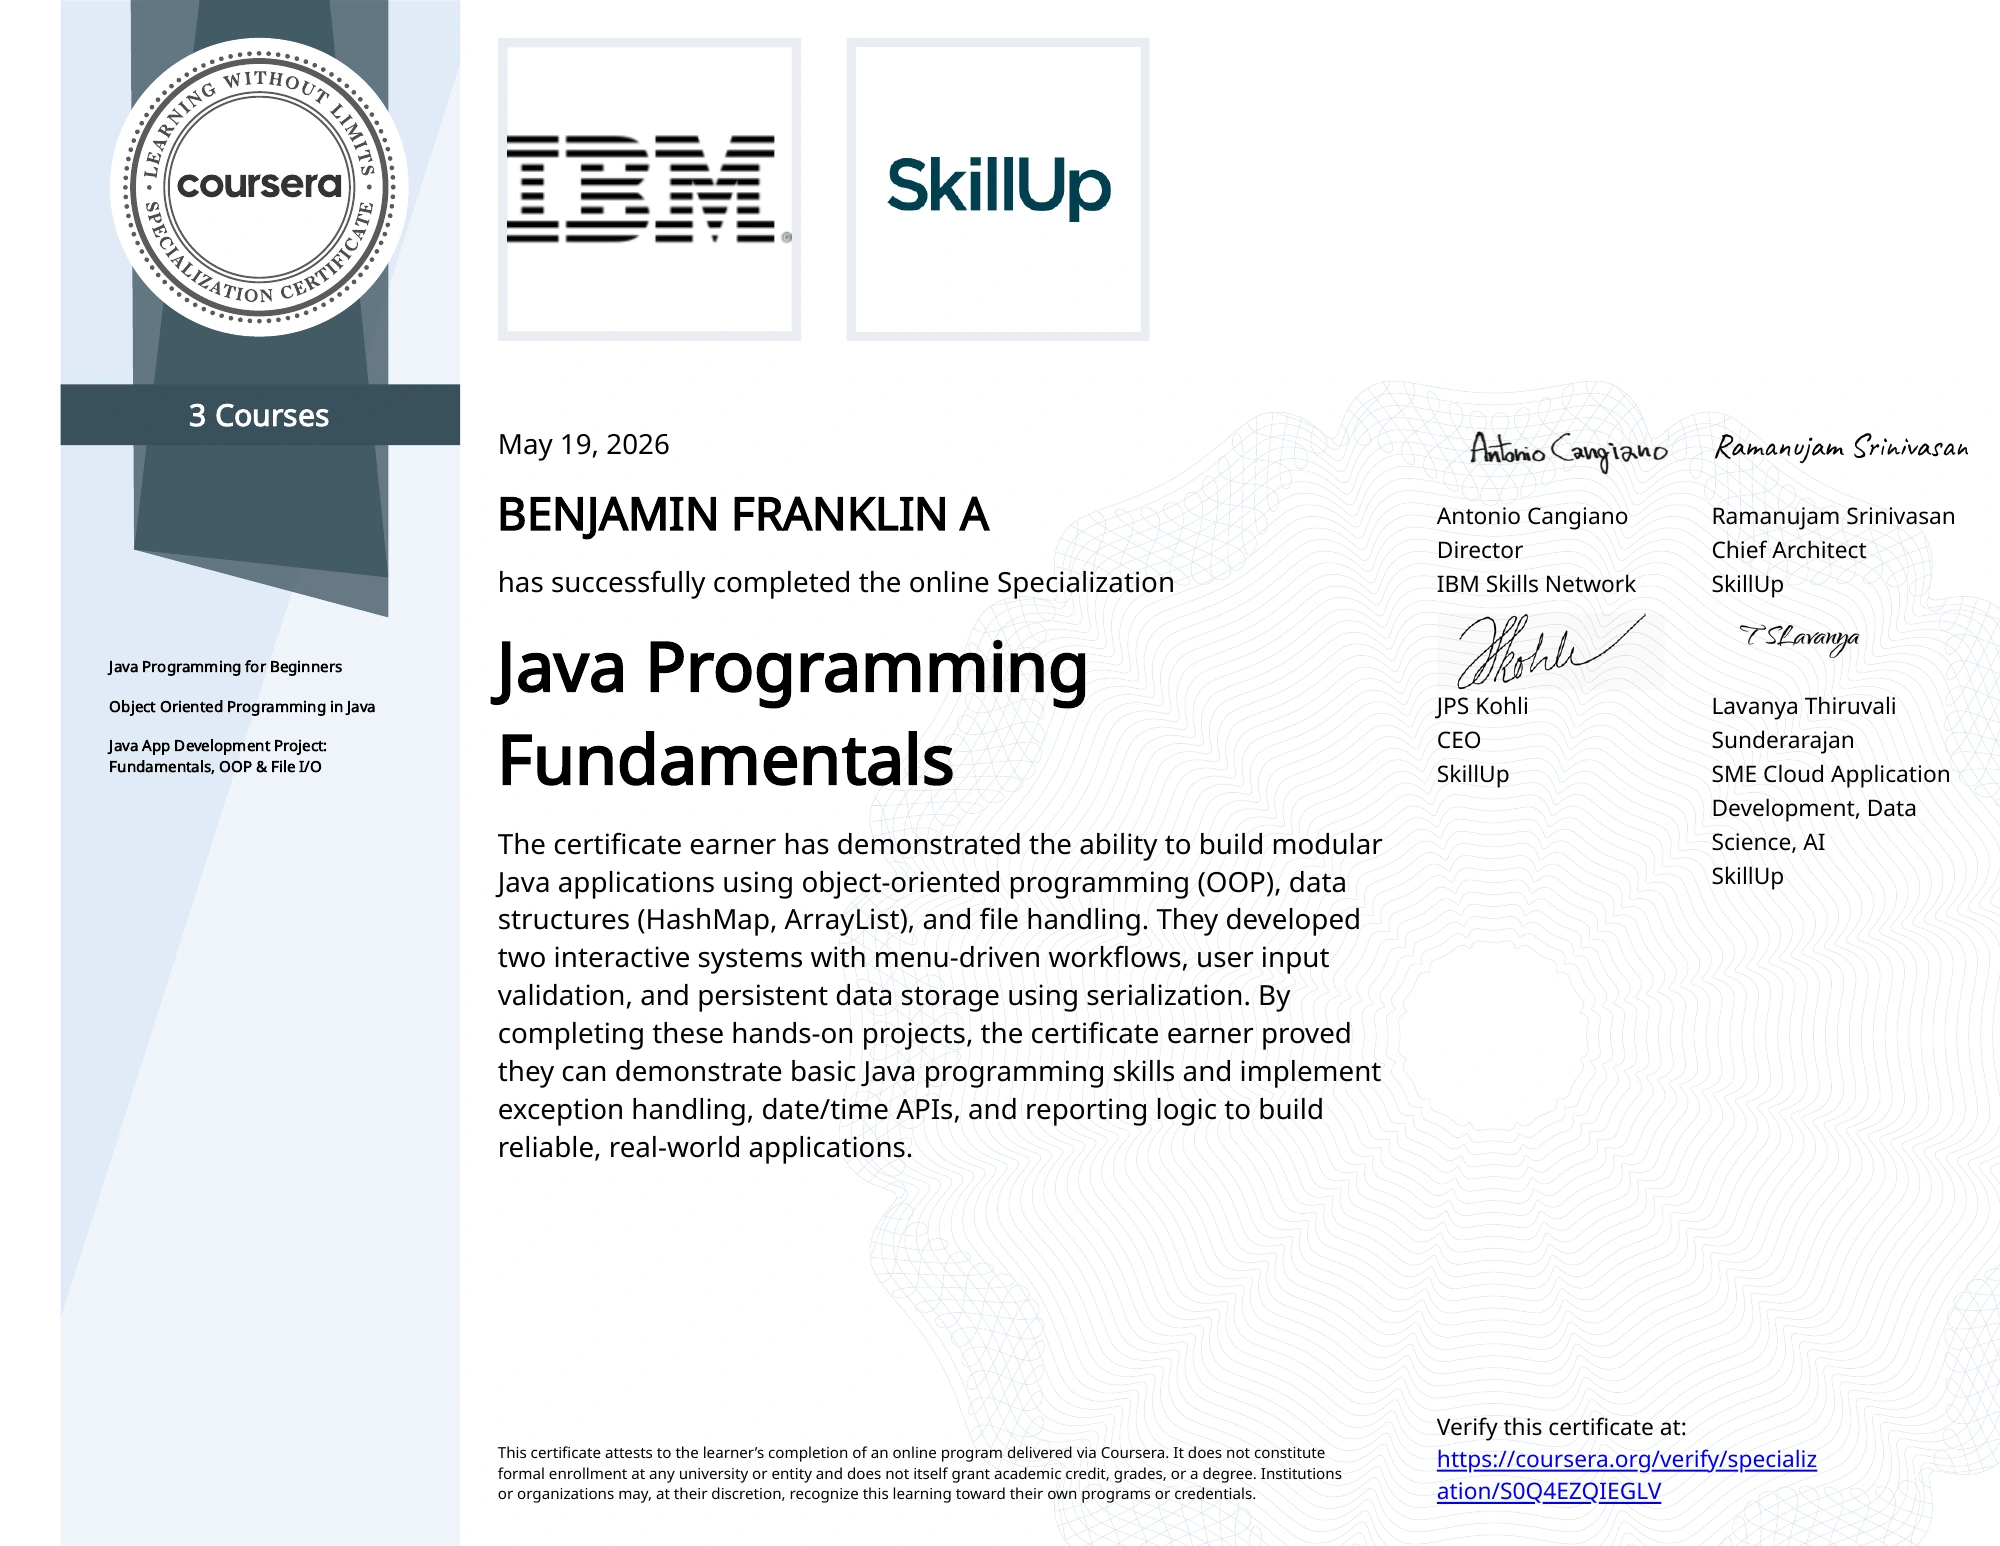 LEARNING WITHOUT LIMITS
coursera
SPECIALIZATION CERTIFICATE
3 Courses
Java Programming for Beginners
Object Oriented Programming in Java
Java App Development Project:
Fundamentals, OOP & File I/O
IBM®
SkillUp
May 19, 2026
BENJAMIN FRANKLIN A
has successfully completed the online Specialization
Java Programming
Fundamentals
The certificate earner has demonstrated the ability to build modular
Java applications using object-oriented programming (OOP), data
structures (HashMap, ArrayList), and file handling. They developed
two interactive systems with menu-driven workflows, user input
validation, and persistent data storage using serialization. By
completing these hands-on projects, the certificate earner proved
they can demonstrate basic Java programming skills and implement
exception handling, date/time APIs, and reporting logic to build
reliable, real-world applications.
Antonio Cangiano
Antonio Cangiano
Director
IBM Skills Network
Ramanujam Srinivasan
Ramanujam Srinivasan
Chief Architect
SkillUp
JPS Kohli
CEO
SkillUp
T S Lavanya
Lavanya Thiruvali
Sunderarajan
SME Cloud Application
Development, Data
Science, AI
SkillUp
This certificate attests to the learner’s completion of an online program delivered via Coursera. It does not constitute
formal enrollment at any university or entity and does not itself grant academic credit, grades, or a degree. Institutions
or organizations may, at their discretion, recognize this learning toward their own programs or credentials.
Verify this certificate at:
https://coursera.org/verify/specializ
ation/S0Q4EZQIEGLV